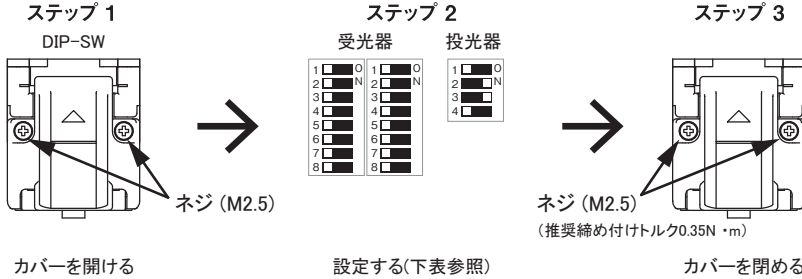 ステップ 1
DIP-SW
ネジ (M2.5)
カバーを開ける
ステップ 2
受光器
投光器
1 O
2 N
3
4
5
6
7
8
1 O
2 N
3
4
5
6
7
8
1 O
2 N
3
4
設定する(下表参照)
ステップ 3
ネジ (M2.5)
(推奨締め付けトルク0.35N ・m)
カバーを閉める